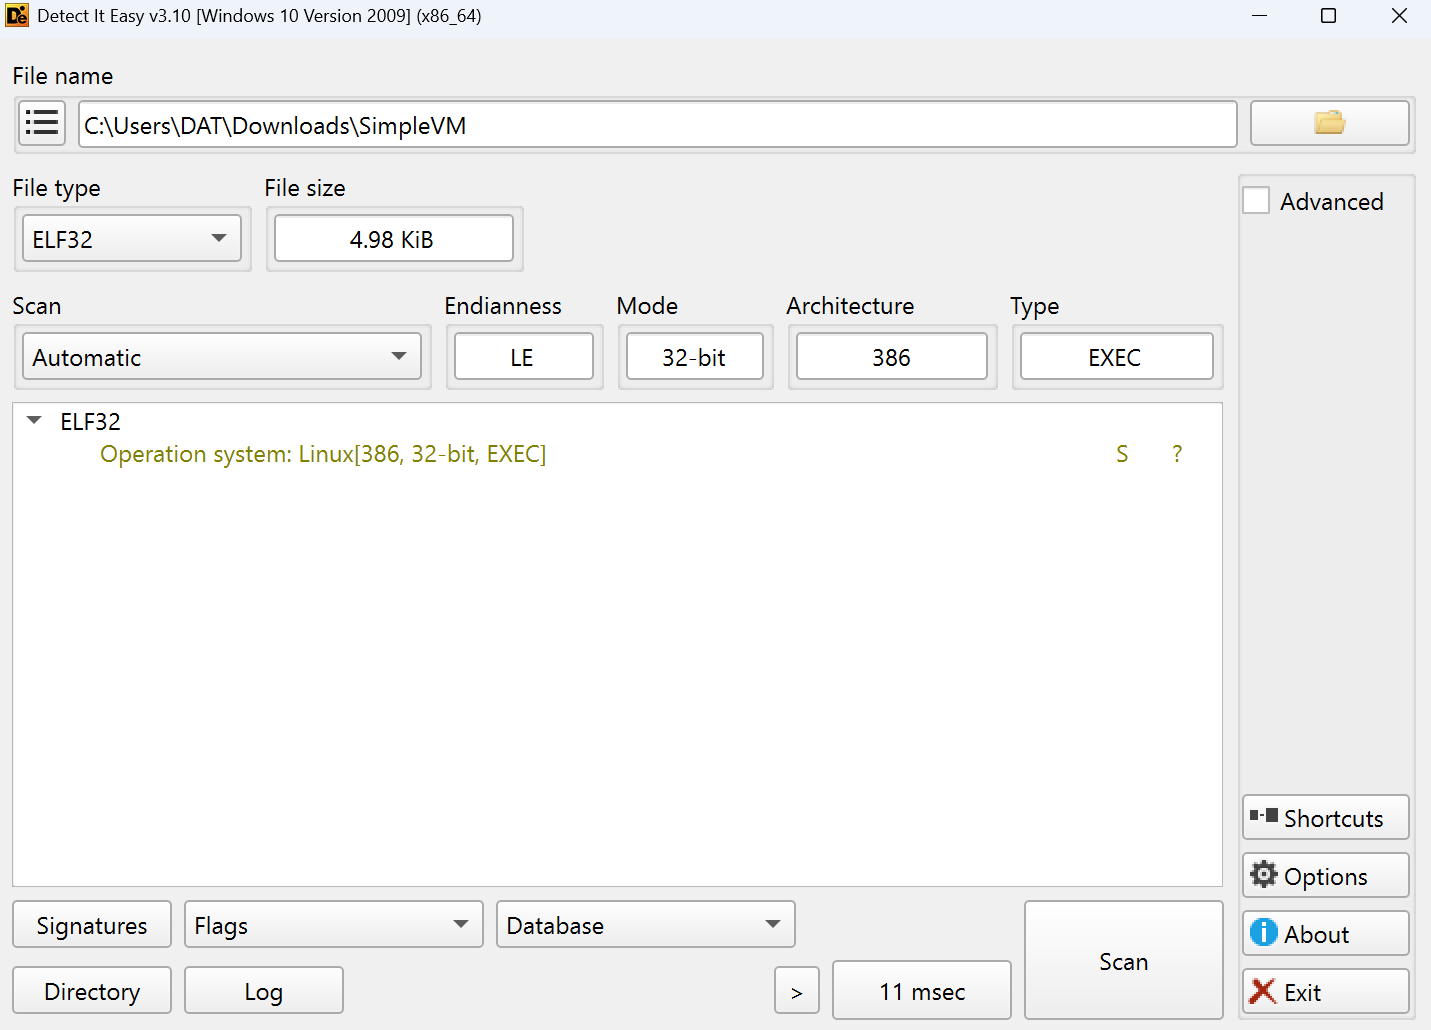 Detect It Easy v3.10 [Windows 10 Version 2009] (x86_64)
File name
C:\Users\DAT\Downloads\SimpleVM
File type File size
ELF32 4.98 KiB
Advanced
Scan Endianness Mode Architecture Type
Automatic LE 32-bit 386 EXEC
ELF32
Operation system: Linux[386, 32-bit, EXEC] S ?
Shortcuts
Options
About
Exit
Signatures Flags Database Scan
Directory Log > 11 msec